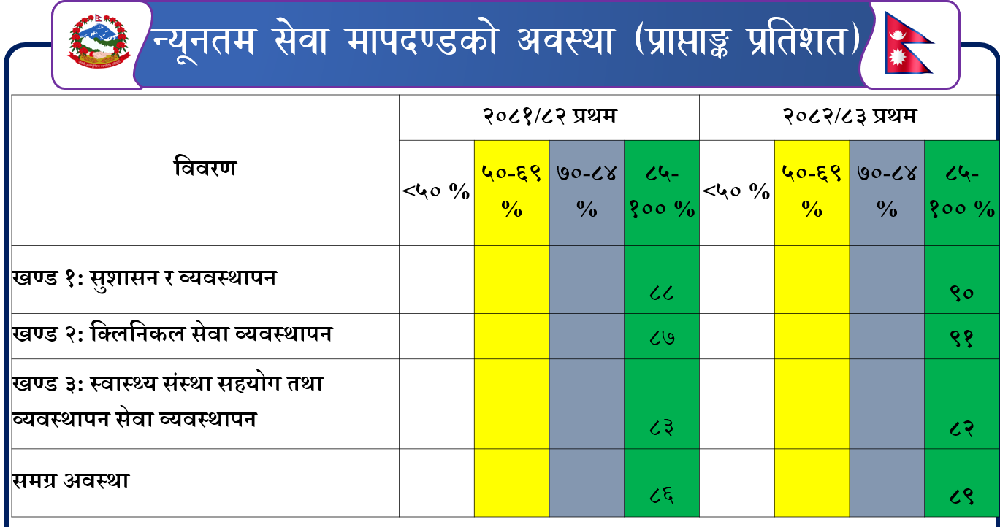 न्यूनतम सेवा मापदण्डको अवस्था (प्राप्ताङ्क प्रतिशत)
विवरण
२०८१/८२ प्रथम
२०८२/८३ प्रथम
<५० %
५०-६९ %
७०-८४ %
८५-१०० %
<५० %
५०-६९ %
७०-८४ %
८५-१०० %
खण्ड १: सुशासन र व्यवस्थापन
८८
९०
खण्ड २: क्लिनिकल सेवा व्यवस्थापन
८७
९१
खण्ड ३: स्वास्थ्य संस्था सहयोग तथा
व्यवस्थापन सेवा व्यवस्थापन
८३
८२
समग्र अवस्था
८६
८९